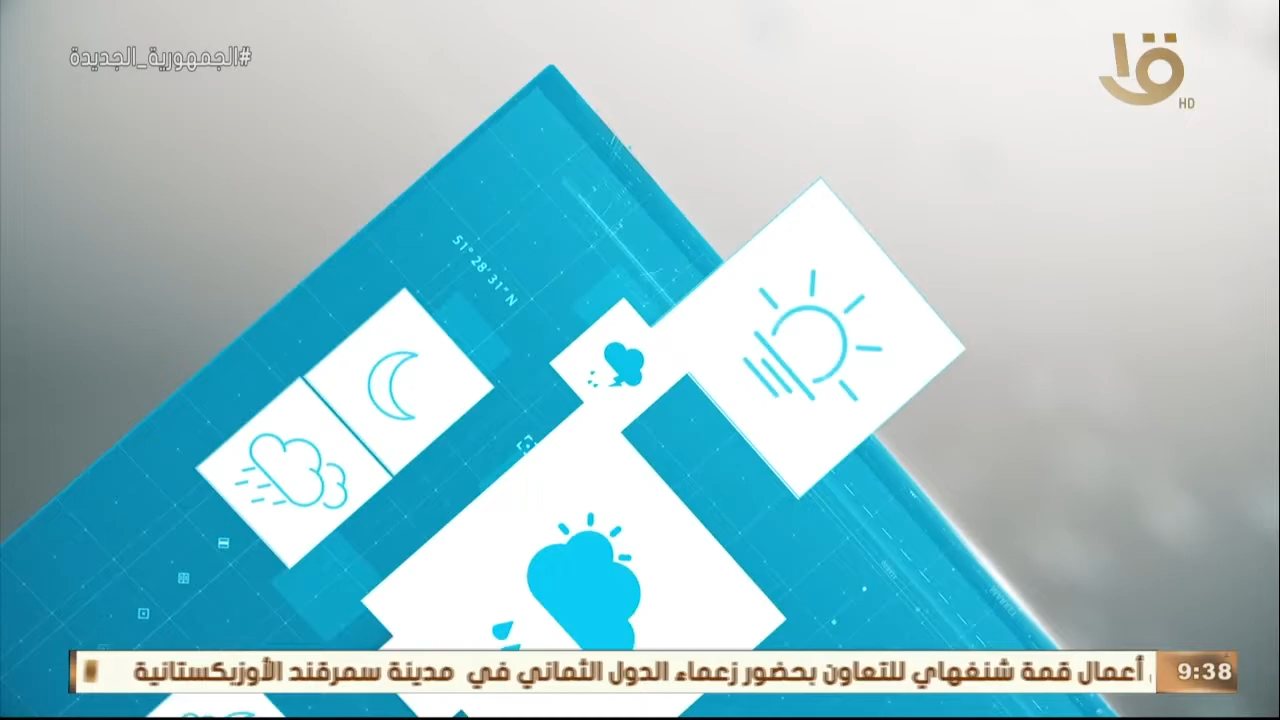 #الجمهورية_الجديدة
HD
51°28'31"N
أعمال قمة شنغهاي للتعاون بحضور زعماء الدول الثماني في مدينة سمرقند الأوزبكستانية
9:38